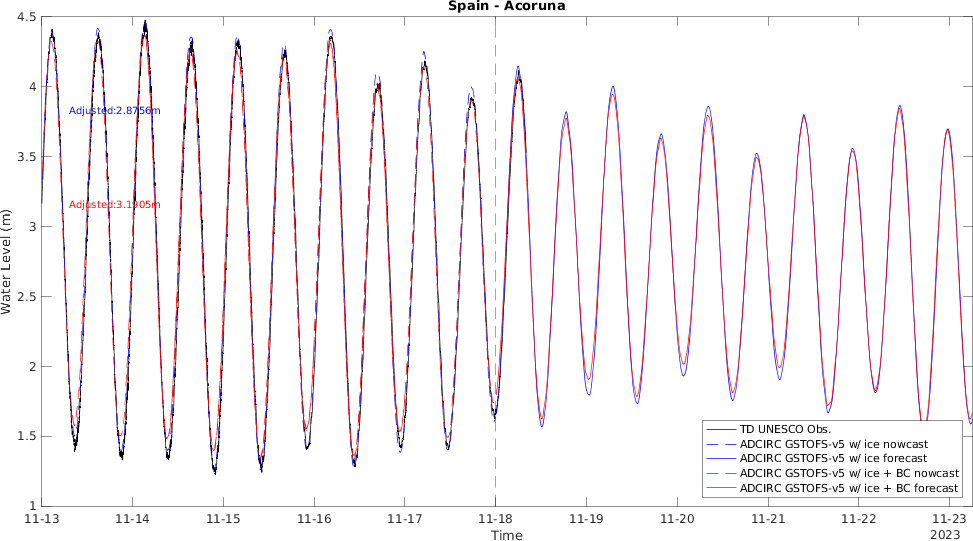 Spain - Acoruna
4.5
4
3.5
3
2.5
2
1.5
1
Water Level (m)
Adjusted:2.8756m
Adjusted:3.1905m
TD UNESCO Obs.
ADCIRC GSTOFS-v5 w/ ice nowcast
ADCIRC GSTOFS-v5 w/ ice forecast
ADCIRC GSTOFS-v5 w/ ice + BC nowcast
ADCIRC GSTOFS-v5 w/ ice + BC forecast
11-13 11-14 11-15 11-16 11-17 11-18 11-19 11-20 11-21 11-22 11-23
Time
2023